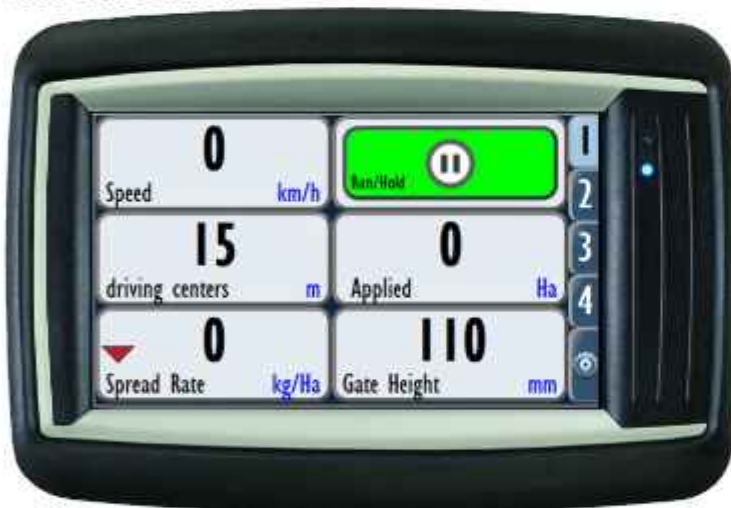 0
Speed km/h
Run/Hold
15
driving centers m
0
Applied Ha
0
Spread Rate kg/Ha
110
Gate Height mm
1
2
3
4